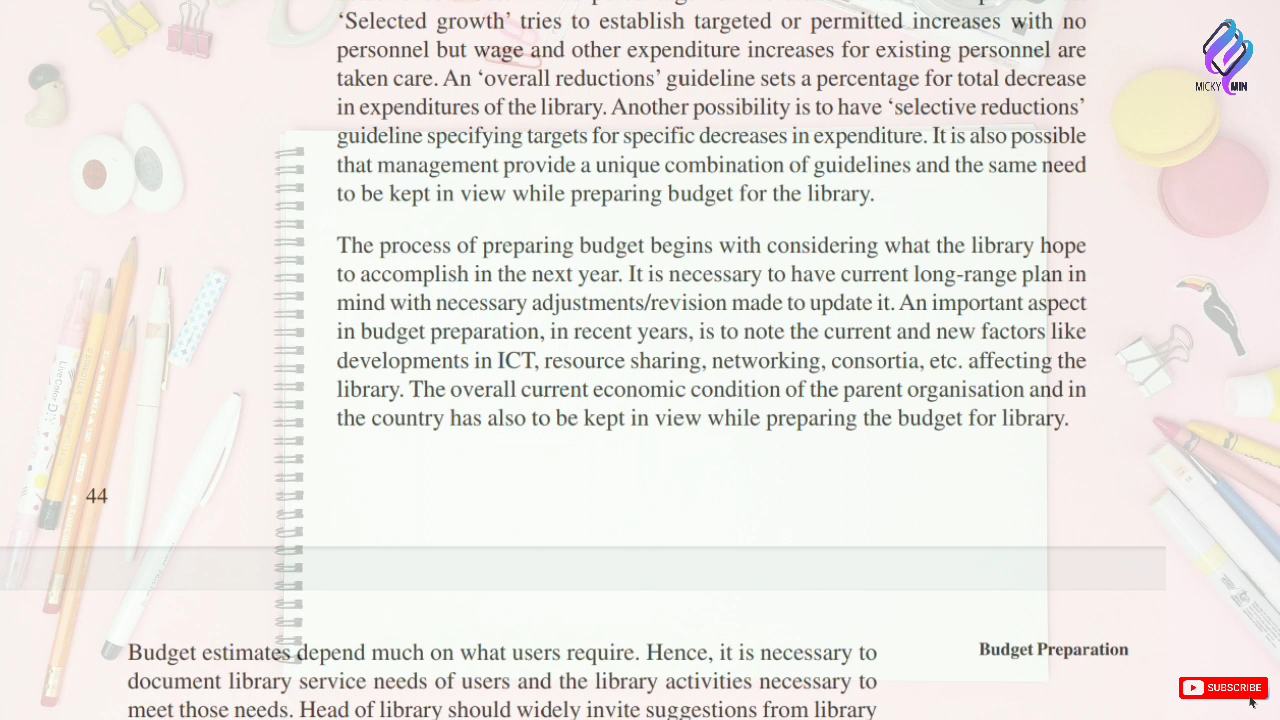 ‘Selected growth’ tries to establish targeted or permitted increases with no
personnel but wage and other expenditure increases for existing personnel are
taken care. An ‘overall reductions’ guideline sets a percentage for total decrease
in expenditures of the library. Another possibility is to have ‘selective reductions’
guideline specifying targets for specific decreases in expenditure. It is also possible
that management provide a unique combination of guidelines and the same need
to be kept in view while preparing budget for the library.
The process of preparing budget begins with considering what the library hope
to accomplish in the next year. It is necessary to have current long-range plan in
mind with necessary adjustments/revision made to update it. An important aspect
in budget preparation, in recent years, is to note the current and new factors like
developments in ICT, resource sharing, networking, consortia, etc. affecting the
library. The overall current economic condition of the parent organisation and in
the country has also to be kept in view while preparing the budget for library.
44
Budget estimates depend much on what users require. Hence, it is necessary to
document library service needs of users and the library activities necessary to
meet those needs. Head of library should widely invite suggestions from library
Budget Preparation
MICKY MIN
SUBSCRIBE